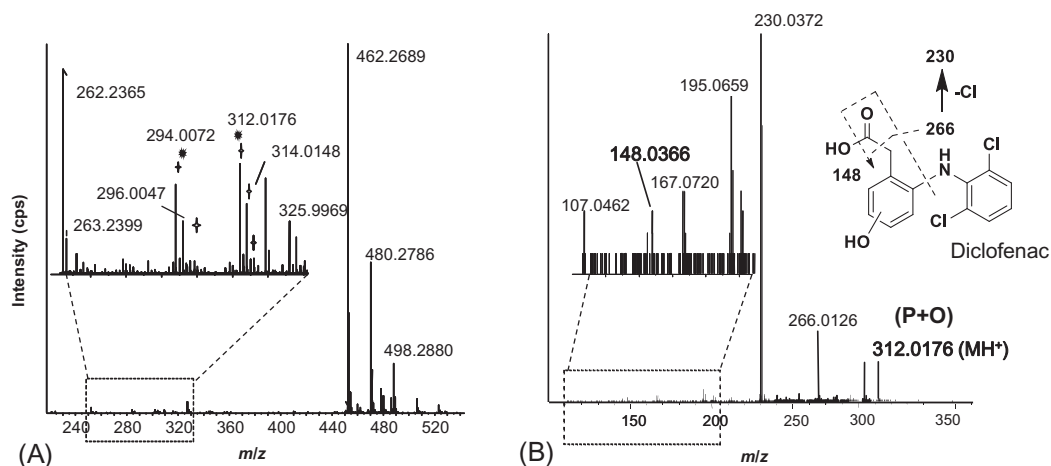 462.2689
262.2365
294.0072
312.0176
314.0148
296.0047
325.9969
263.2399
480.2786
498.2880
Intensity (cps)
240 280 320 360 400 440 480 520
(A)
m/z
230.0372
195.0659
148.0366
167.0720
107.0462
266.0126
(P+O)
312.0176 (MH+)
150 200 250 300 350
(B)
m/z
230
-Cl
266
O
HO
148
H
N
Cl
Cl
HO
Diclofenac